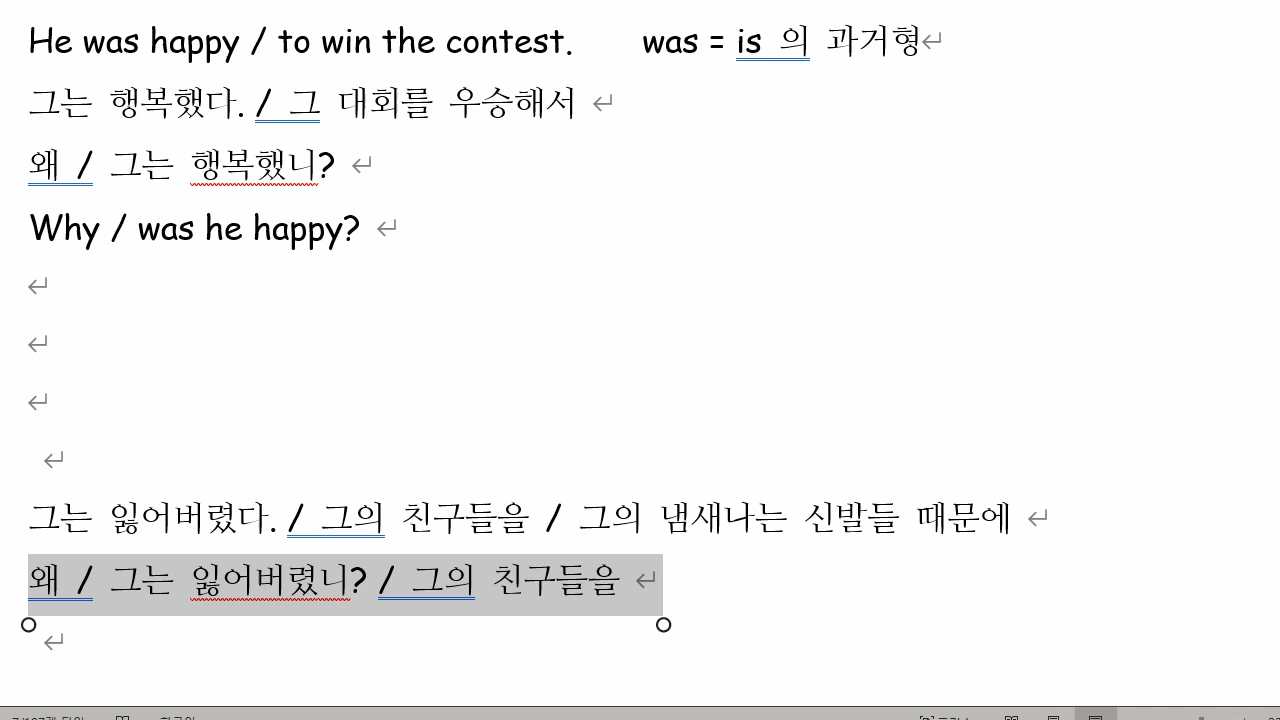 He was happy / to win the contest. was = is 의 과거형
그는 행복했다. / 그 대회를 우승해서
왜 / 그는 행복했니?
Why / was he happy?
그는 잃어버렸다. / 그의 친구들을 / 그의 냄새나는 신발들 때문에
왜 / 그는 잃어버렸니? / 그의 친구들을